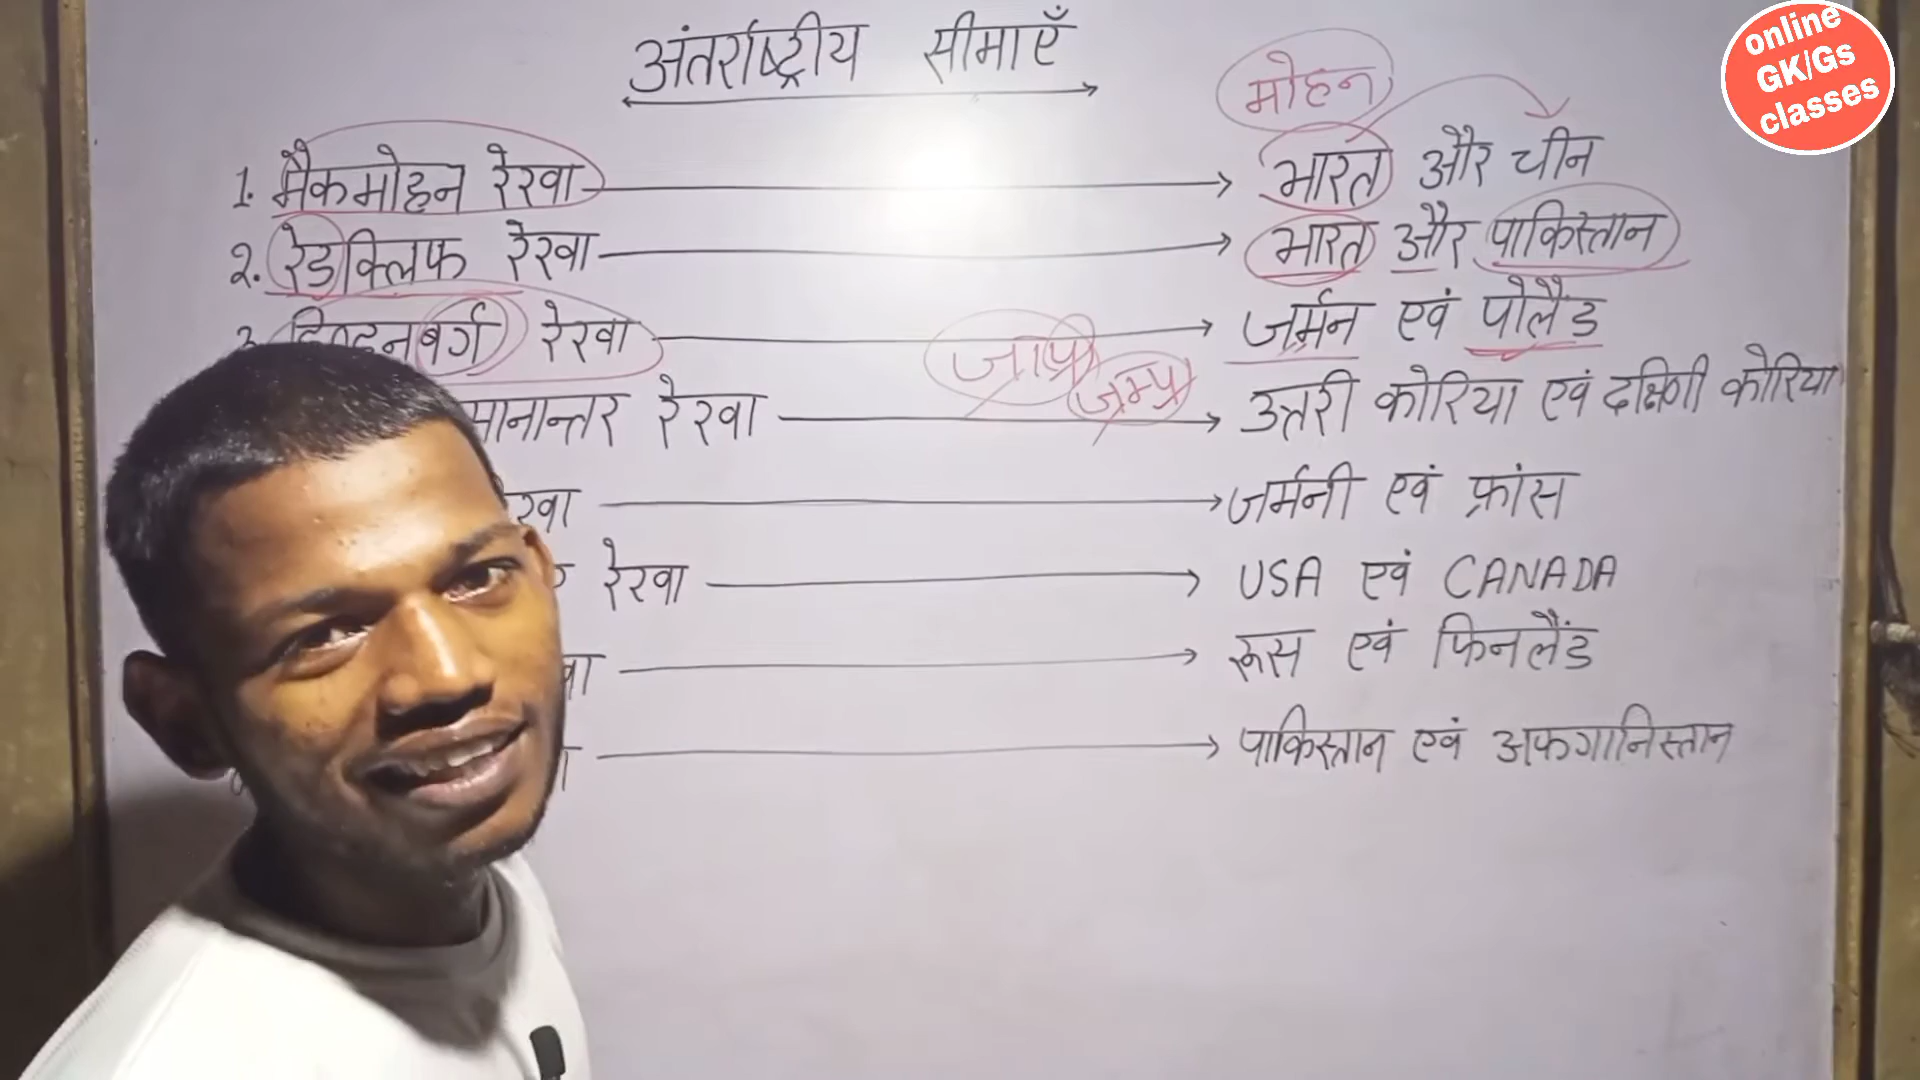 अंतर्राष्ट्रीय सीमाएँ
online
GK/Gs
classes
मोहन
1. मैकमोहन रेखा → भारत और चीन
2. रेडक्लिफ रेखा → भारत और पाकिस्तान
3. हिण्डनबर्ग रेखा → जर्मन एवं पोलैंड
जाप्री
जम्प्र
मानान्तर रेखा → उत्तरी कोरिया एवं दक्षिणी कोरिया
रेखा → जर्मनी एवं फ्रांस
रेखा → USA एवं CANADA
→ रूस एवं फिनलैंड
→ पाकिस्तान एवं अफगानिस्तान